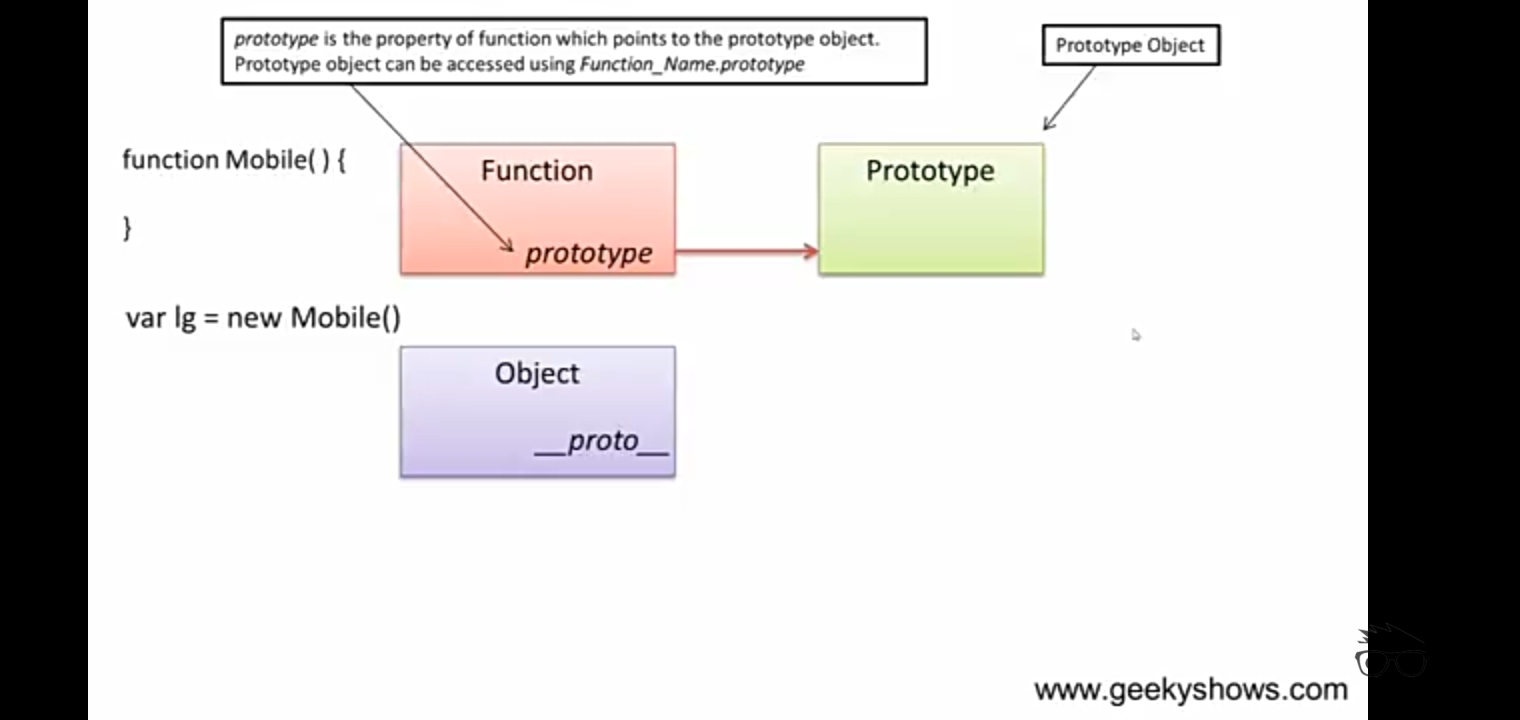 prototype is the property of function which points to the prototype object.
Prototype object can be accessed using Function_Name.prototype
Prototype Object
function Mobile( ) {
}
Function
prototype
Prototype
var lg = new Mobile()
Object
__proto__
www.geekyshows.com